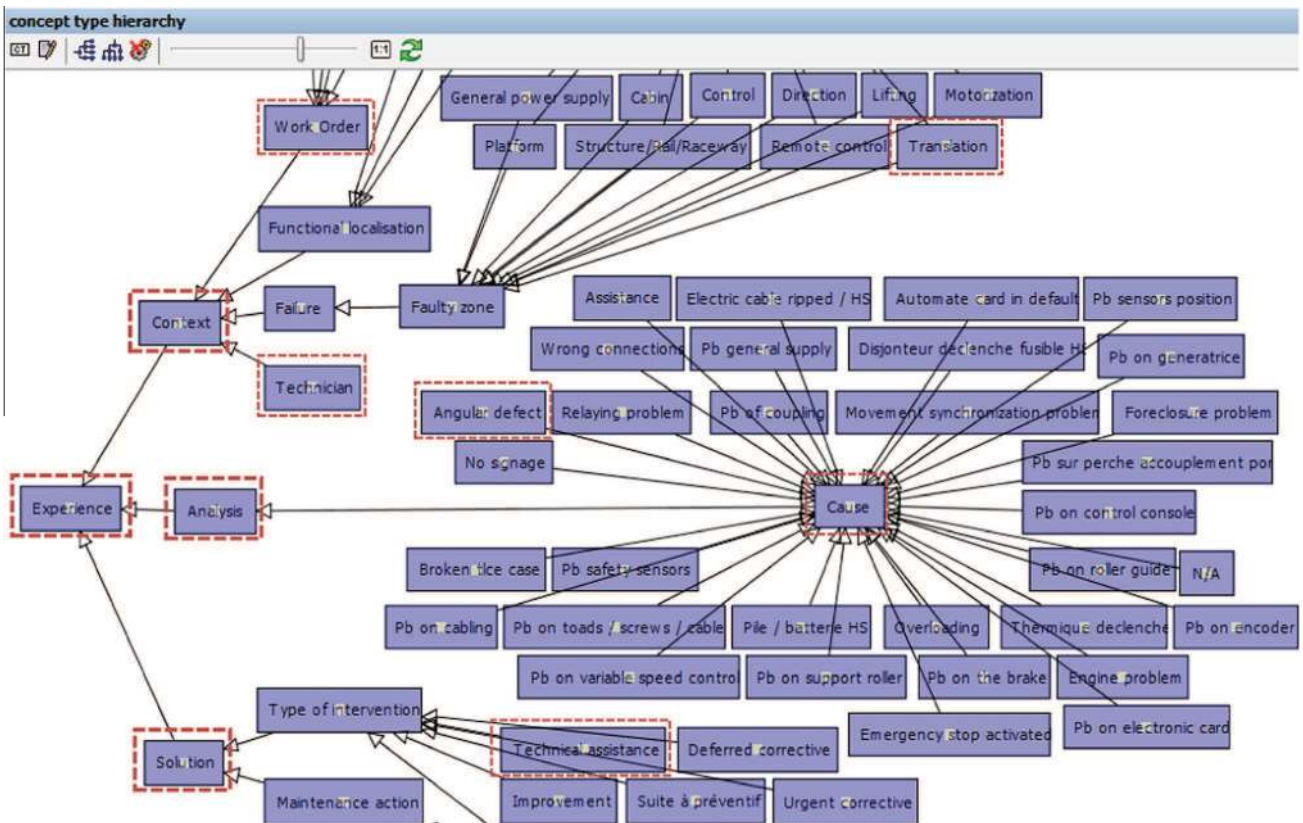 concept type hierarchy
CT
1:1
General power supply
Cabin
Control
Direction
Lifting
Motorization
Work Order
Platform
Structure/Rail/Raceway
Remote control
Translation
Functional localisation
Context
Failure
Faulty zone
Assistance
Electric cable ripped / HS
Automate card in default
Pb sensors position
Wrong connections
Pb general supply
Disjonteur déclenche fusible H
Pb on generatrice
Technician
Angular defect
Relaying problem
Pb of coupling
Movement synchronization problem
Foreclosure problem
No signage
Pb sur perche accouplement por
Experience
Analysis
Cause
Pb on control console
Broken
case
Pb safety sensors
Pb on roller guide
N/A
Pb on cabling
Pb on toads / screws / cable
Pile / batterie HS
Overloading
Thermique declenche
Pb on encoder
Pb on variable speed control
Pb on support roller
Pb on the brake
Engine problem
Type of intervention
Emergency stop activated
Pb on electronic card
Solution
Technical assistance
Deferred corrective
Maintenance action
Improvement
Suite à préventif
Urgent corrective